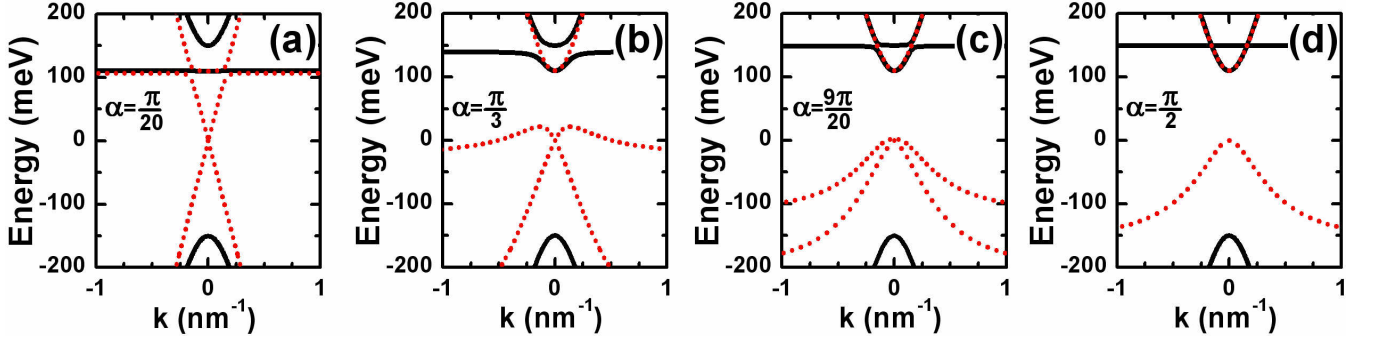 Energy (meV)
200
100
0
-100
-200
(a)
α=π/20
-1 0 1
k (nm⁻¹)
Energy (meV)
200
100
0
-100
-200
(b)
α=π/3
-1 0 1
k (nm⁻¹)
Energy (meV)
200
100
0
-100
-200
(c)
α=9π/20
-1 0 1
k (nm⁻¹)
Energy (meV)
200
100
0
-100
-200
(d)
α=π/2
-1 0 1
k (nm⁻¹)